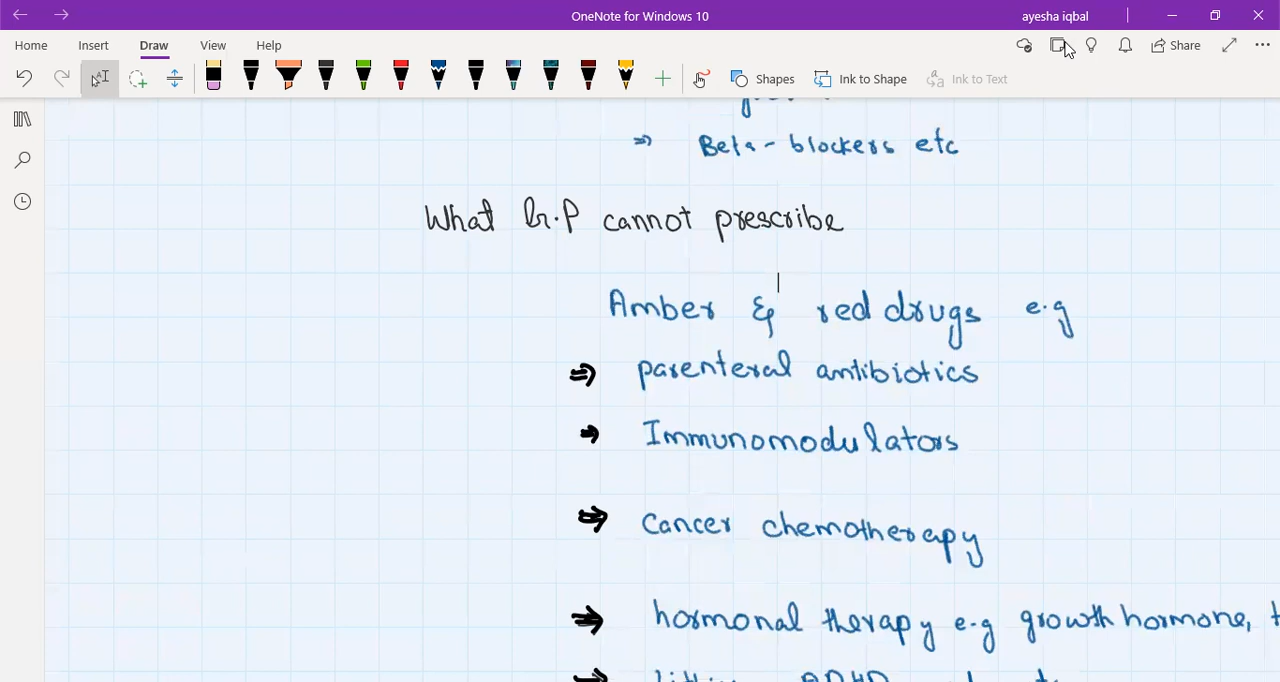 OneNote for Windows 10
ayesha iqbal
Home Insert Draw View Help
Share
Shapes Ink to Shape Ink to Text
⇒ Beta-blockers etc
What G.P cannot prescribe
Amber & red drugs e.g
⇒ parenteral antibiotics
→ Immunomodulators
⇒ Cancer chemotherapy
⇒ hormonal therapy e.g growth hormone,
ADHD